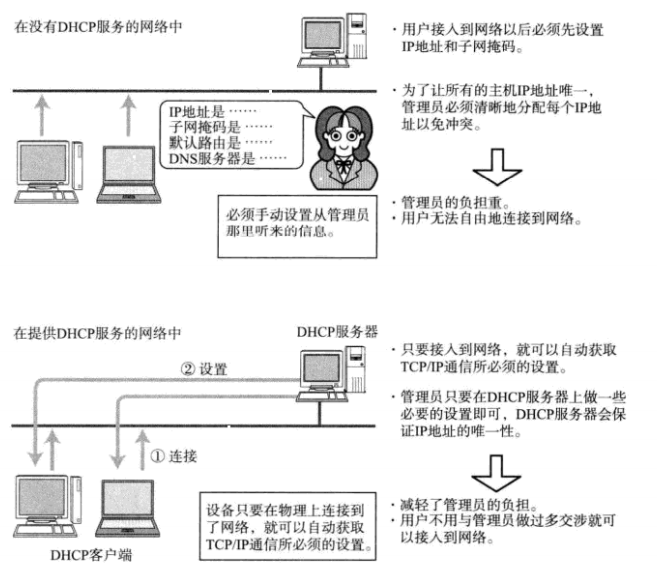 在没有DHCP服务的网络中
·用户接入到网络以后必须先设置
IP地址和子网掩码。
·为了让所有的主机IP地址唯一,
管理员必须清晰地分配每个IP地
址以免冲突。
IP地址是……
子网掩码是……
默认路由是……
DNS服务器是……
必须手动设置从管理员
那里听来的信息。
·管理员的负担重。
·用户无法自由地连接到网络。
在提供DHCP服务的网络中
DHCP服务器
②设置
①连接
DHCP客户端
设备只要在物理上连接到
了网络,就可以自动获取
TCP/IP通信所必须的设置。
·只要接入到网络,就可以自动获取
TCP/IP通信所必须的设置。
·管理员只要在DHCP服务器上做一些
必要的设置即可,DHCP服务器会保
证IP地址的唯一性。
·减轻了管理员的负担。
·用户不用与管理员做过多交涉就可
以接入到网络。